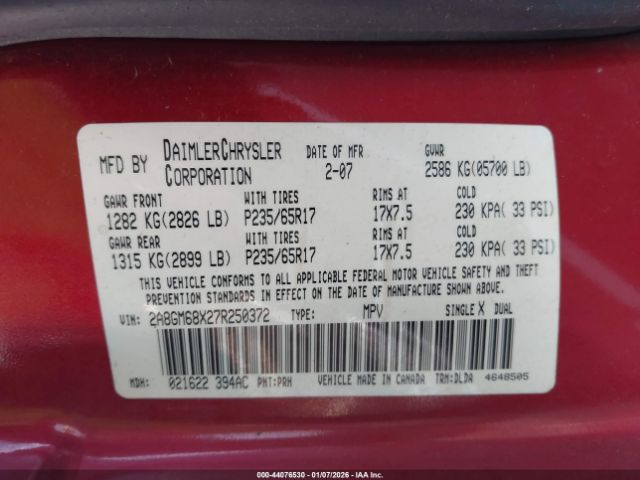 MFD BY DAIMLERCHRYSLER CORPORATION DATE OF MFR 2-07 GVWR 2586 KG(05700 LB)
GAWR FRONT WITH TIRES RIMS AT COLD
1282 KG(2826 LB) P235/65R17 17X7.5 230 KPA( 33 PSI)
GAWR REAR WITH TIRES RIMS AT COLD
1315 KG(2899 LB) P235/65R17 17X7.5 230 KPA( 33 PSI)
THIS VEHICLE CONFORMS TO ALL APPLICABLE FEDERAL MOTOR VEHICLE SAFETY AND THEFT
PREVENTION STANDARDS IN EFFECT ON THE DATE OF MANUFACTURE SHOWN ABOVE.
VIN: 2A8GM68X27R250372 TYPE: MPV SINGLE X DUAL
MDH: 021622 394AC PNT:PRH VEHICLE MADE IN CANADA TRM:DLDA 4648505
000-44076530 - 01/07/2026 - IAA Inc.